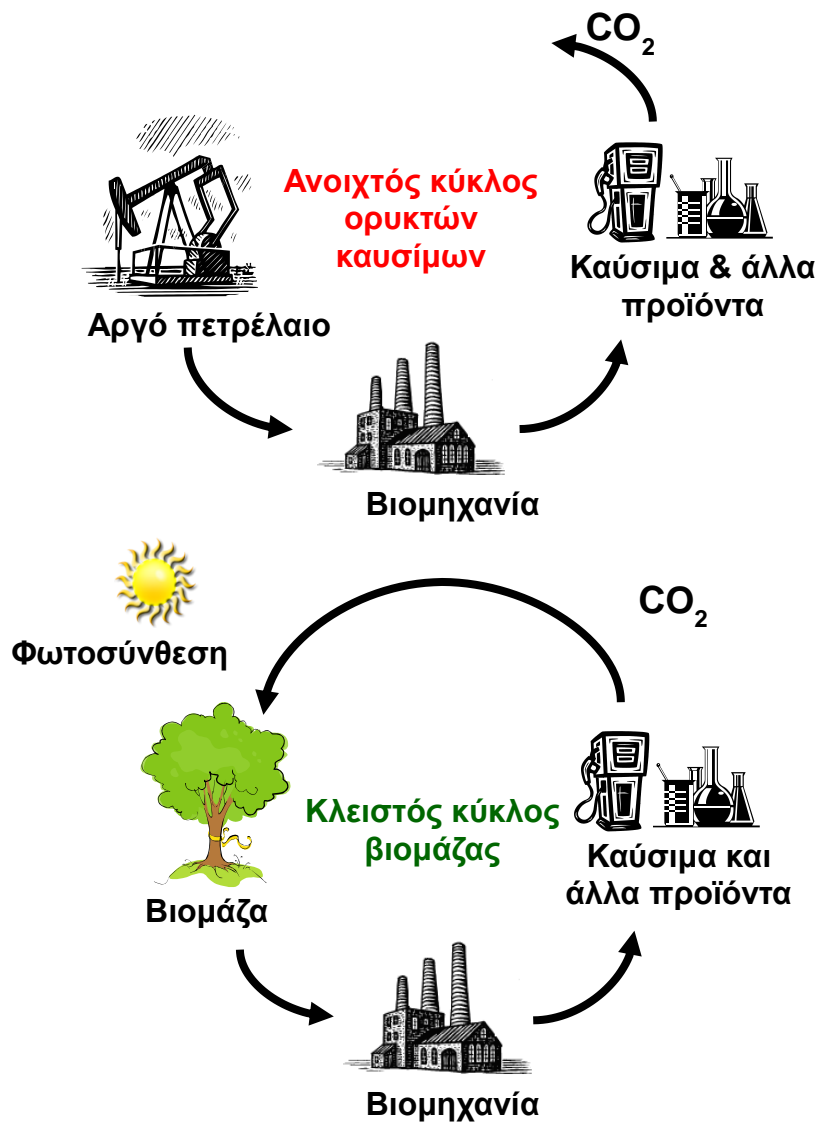 CO₂
Ανοιχτός κύκλος
ορυκτών
καυσίμων
Καύσιμα & άλλα
προϊόντα
Αργό πετρέλαιο
Βιομηχανία
CO₂
Φωτοσύνθεση
Κλειστός κύκλος
βιομάζας
Καύσιμα και
άλλα προϊόντα
Βιομάζα
Βιομηχανία